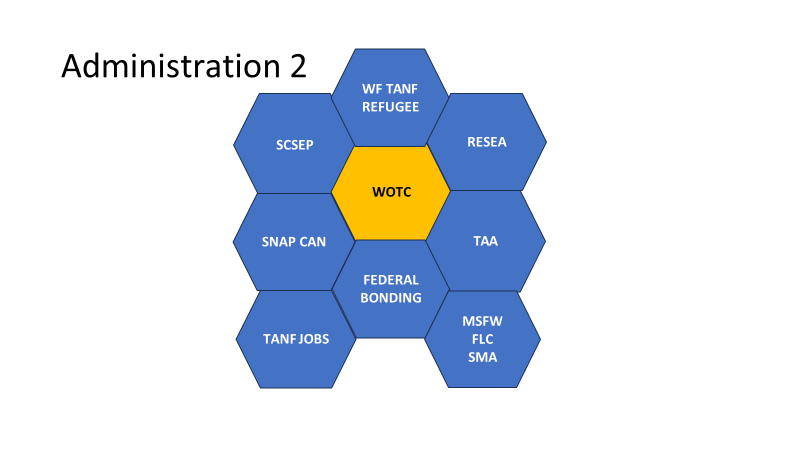 Administration 2
WF TANF
REFUGEE
SCSEP
RESEA
WOTC
SNAP CAN
TAA
FEDERAL
BONDING
TANF JOBS
MSFW
FLC
SMA